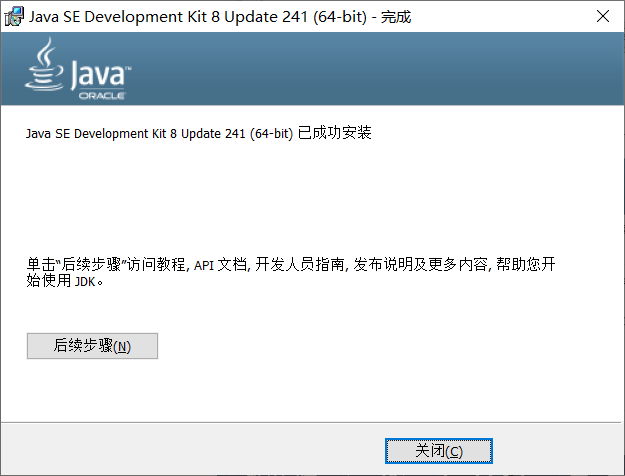 Java SE Development Kit 8 Update 241 (64-bit) - 完成
Java™
ORACLE
Java SE Development Kit 8 Update 241 (64-bit) 已成功安装
单击“后续步骤”访问教程, API 文档, 开发人员指南, 发布说明及更多内容, 帮助您开
始使用 JDK。
后续步骤(N)
关闭(C)